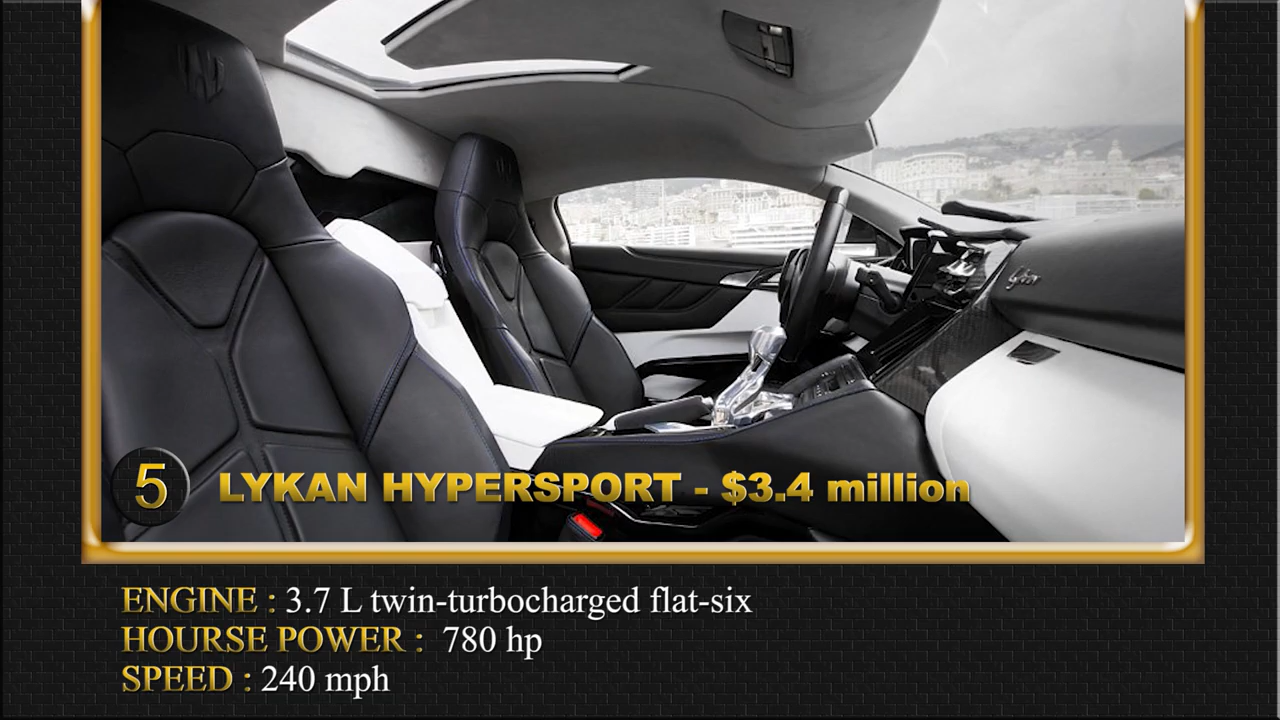 5
LYKAN HYPERSPORT - $3.4 million
ENGINE : 3.7 L twin-turbocharged flat-six
HOURSE POWER : 780 hp
SPEED : 240 mph